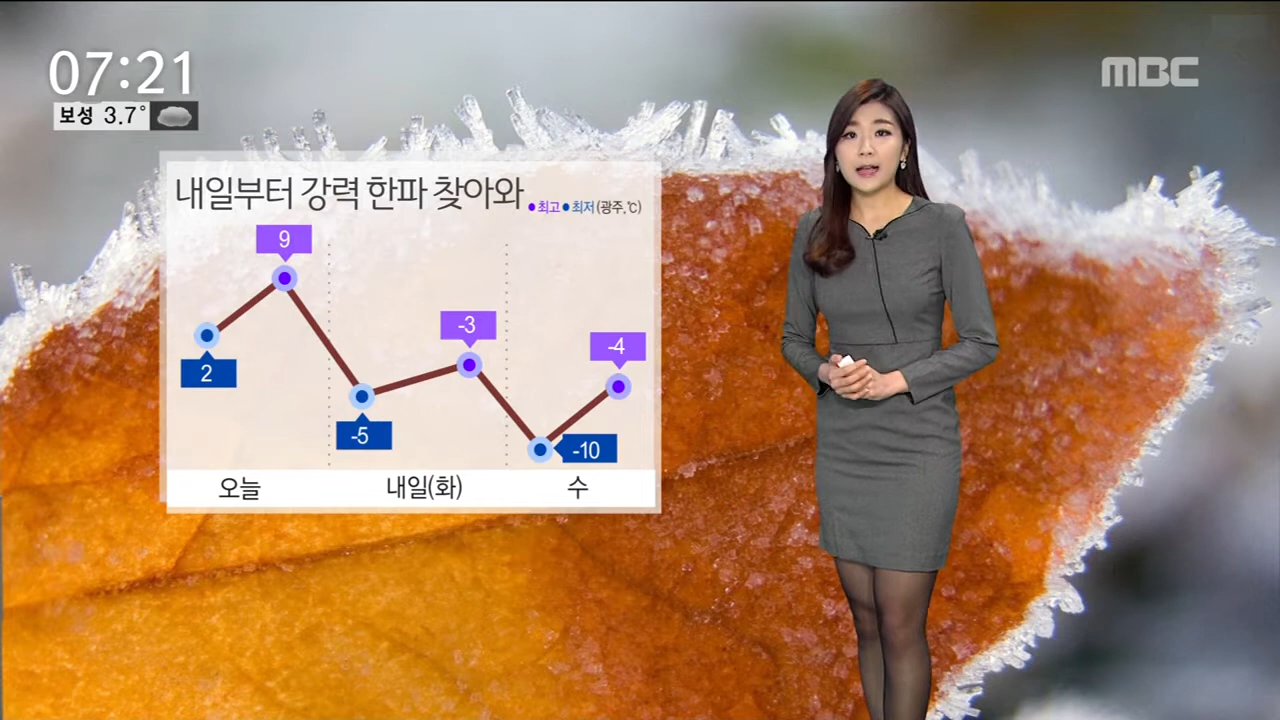 07:21
보성 3.7°
MBC
내일부터 강력 한파 찾아와
최고 최저 (광주,℃)
9
2
-3
-5
-4
-10
오늘 내일(화) 수